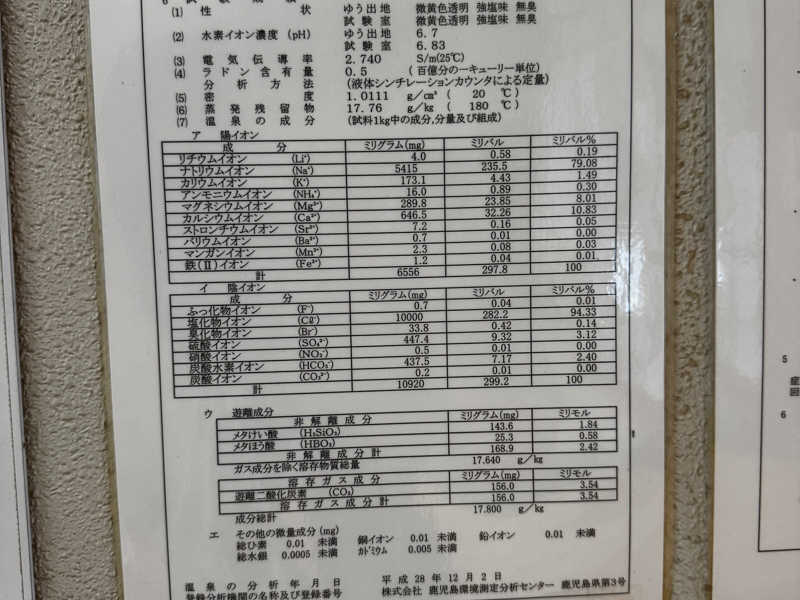 (1) 性状 ゆう出地 微黄色透明 強塩味 無臭
試験室 微黄色透明 強塩味 無臭
(2) 水素イオン濃度 (pH) ゆう出地 6.7
試験室 6.83
(3) 電気伝導率 2.740 S/m(25℃)
(4) ラドン含有量 0.5 (百億分の一キューリー単位)
分析方法 (液体シンチレーションカウンタによる定量)
(5) 密度 1.0111 g/cm³ ( 20 ℃)
(6) 蒸発残留物 17.76 g/kg ( 180 ℃)
(7) 温泉の成分 (試料1kg中の成分,分量及び組成)
ア 陽イオン
成分 ミリグラム(mg) ミリバル ミリバル%
リチウムイオン (Li⁺) 4.0 0.58 0.19
ナトリウムイオン (Na⁺) 5415 235.5 79.08
カリウムイオン (K⁺) 173.1 4.43 1.49
アンモニウムイオン (NH₄⁺) 16.0 0.89 0.30
マグネシウムイオン (Mg²⁺) 289.8 23.85 8.01
カルシウムイオン (Ca²⁺) 646.5 32.26 10.83
ストロンチウムイオン (Sr²⁺) 7.2 0.16 0.05
バリウムイオン (Ba²⁺) 0.7 0.01 0.00
マンガンイオン (Mn²⁺) 2.3 0.08 0.03
鉄(Ⅱ)イオン (Fe²⁺) 1.2 0.04 0.01
計 6556 297.8 100
イ 陰イオン
成分 ミリグラム(mg) ミリバル ミリバル%
ふっ化物イオン (F⁻) 0.7 0.04 0.01
塩化物イオン (Cℓ⁻) 10000 282.2 94.33
臭化物イオン (Br⁻) 33.8 0.42 0.14
硫酸イオン (SO₄²⁻) 447.4 9.32 3.12
硝酸イオン (NO₃⁻) 0.5 0.01 0.00
炭酸水素イオン (HCO₃⁻) 437.5 7.17 2.40
炭酸イオン (CO₃²⁻) 0.2 0.01 0.00
計 10920 299.2 100
ウ 遊離成分
非解離成分 ミリグラム(mg) ミリモル
メタけい酸 (H₂SiO₃) 143.6 1.84
メタほう酸 (HBO₂) 25.3 0.58
非解離成分計 168.9 2.42
ガス成分を除く溶存物質総量 17.640 g/kg
溶存ガス成分 ミリグラム(mg) ミリモル
遊離二酸化炭素 (CO₂) 156.0 3.54
溶存ガス成分計 156.0 3.54
成分総計 17.800 g/kg
エ その他の微量成分 (mg)
総ひ素 0.01 未満 銅イオン 0.01 未満 鉛イオン 0.01 未満
総水銀 0.0005 未満 カドミウム 0.005 未満
温泉の分析年月日 平成28年12月2日
登録分析機関の名称及び登録番号 株式会社 鹿児島環境測定分析センター 鹿児島県第3号
5
6